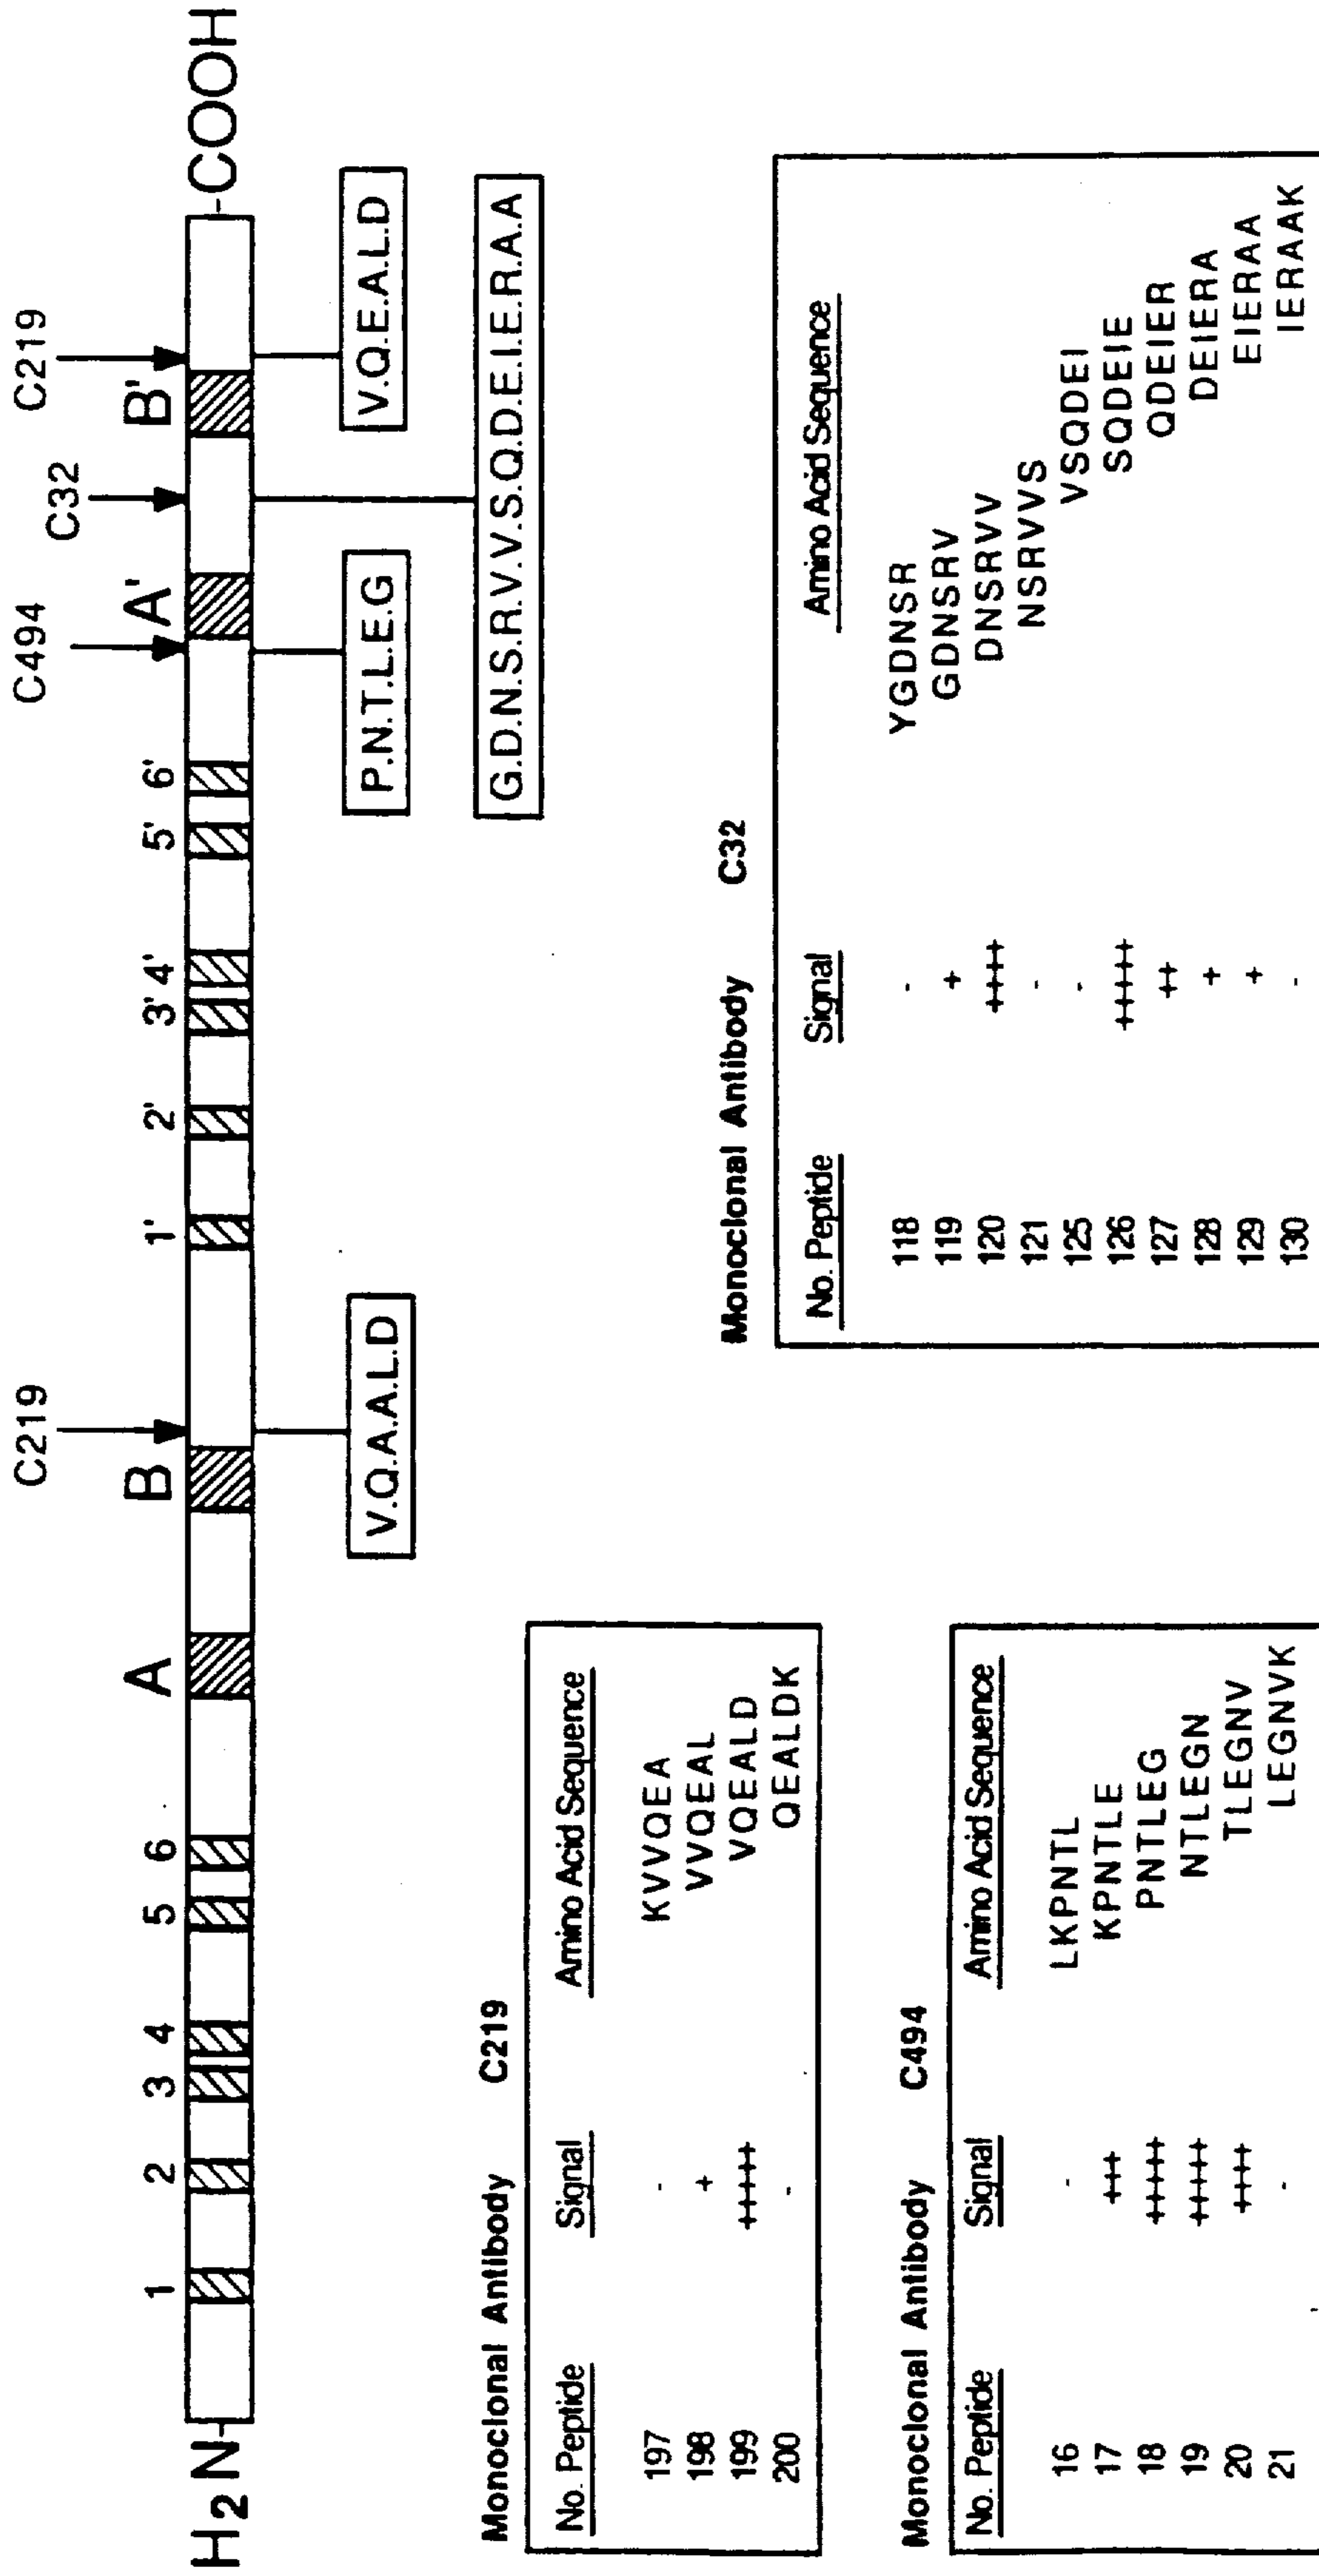 C219 C494 C32 C219
1 2 3 4 5 6 A B 1' 2' 3' 4' 5' 6' A' B'
H2N- -COOH
V.Q.A.A.L.D
P.N.T.L.E.G
V.Q.E.A.L.D
G.D.N.S.R.V.V.S.Q.D.E.I.E.R.A.A
Monoclonal Antibody C219
No. Peptide Signal Amino Acid Sequence
197 - KVVQEA
198 + VVQEAL
199 +++++ VQEALD
200 - QEALDK
Monoclonal Antibody C494
No. Peptide Signal Amino Acid Sequence
16 - LKPNTL
17 +++ KPNTLE
18 +++++ PNTLEG
19 +++++ NTLEGN
20 ++++ TLEGNV
21 - LEGNVK
Monoclonal Antibody C32
No. Peptide Signal Amino Acid Sequence
118 - YGDNSR
119 + GDNSRV
120 ++++ DNSRVV
121 - NSRVVS
125 - VSQDEI
126 +++++ SQDEIE
127 ++ QDEIER
128 + DEIERA
129 + EIERAA
130 - IERAAK